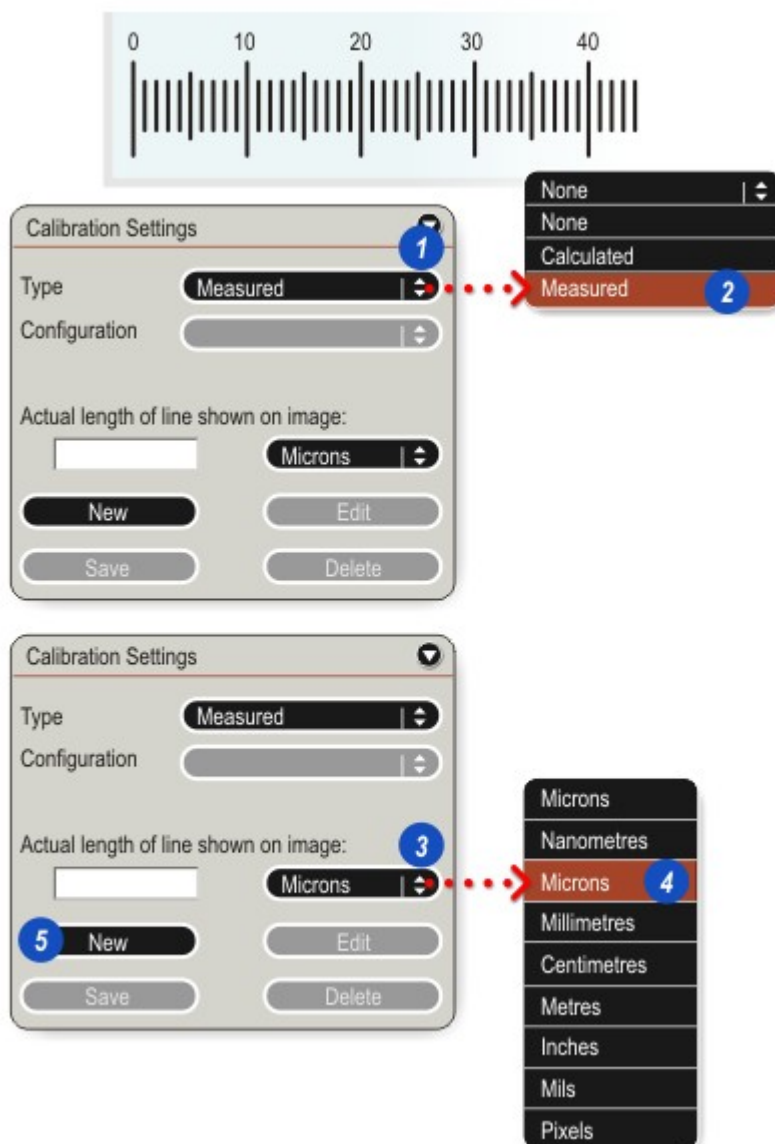 0 10 20 30 40
None
None
Calculated
Measured 2
Calibration Settings
1
Type Measured
Configuration
Actual length of line shown on image:
Microns
New Edit
Save Delete
Calibration Settings
Type Measured
Configuration
Actual length of line shown on image:
3
Microns
5 New Edit
Save Delete
Microns
Nanometres
Microns 4
Millimetres
Centimetres
Metres
Inches
Mils
Pixels